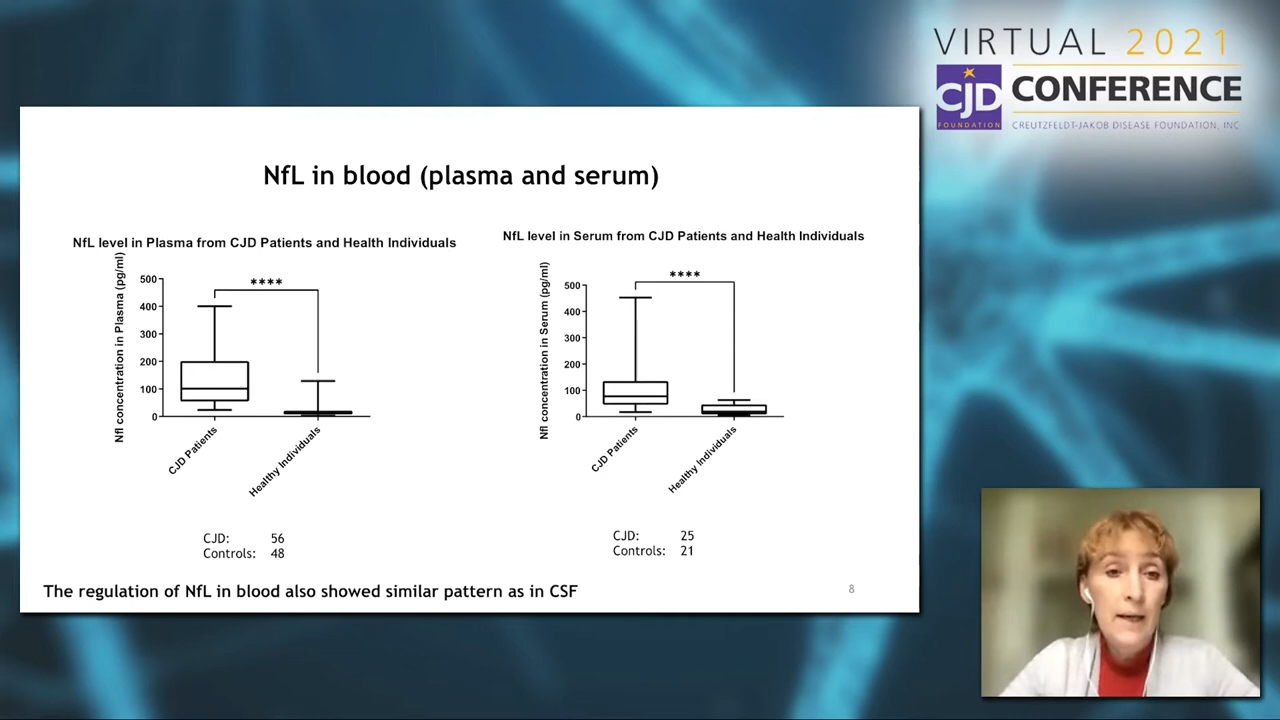 VIRTUAL 2021
CJD CONFERENCE
FOUNDATION
CREUTZFELDT-JAKOB DISEASE FOUNDATION, INC
NfL in blood (plasma and serum)
NfL level in Plasma from CJD Patients and Health Individuals
Nfl concentration in Plasma (pg/ml)
500
400
300
200
100
0
****
CJD Patients
Healthy Individuals
CJD: 56
Controls: 48
NfL level in Serum from CJD Patients and Health Individuals
Nfl concentration in Serum (pg/ml)
500
400
300
200
100
0
****
CJD Patients
Healthy Individuals
CJD: 25
Controls: 21
The regulation of NfL in blood also showed similar pattern as in CSF
8